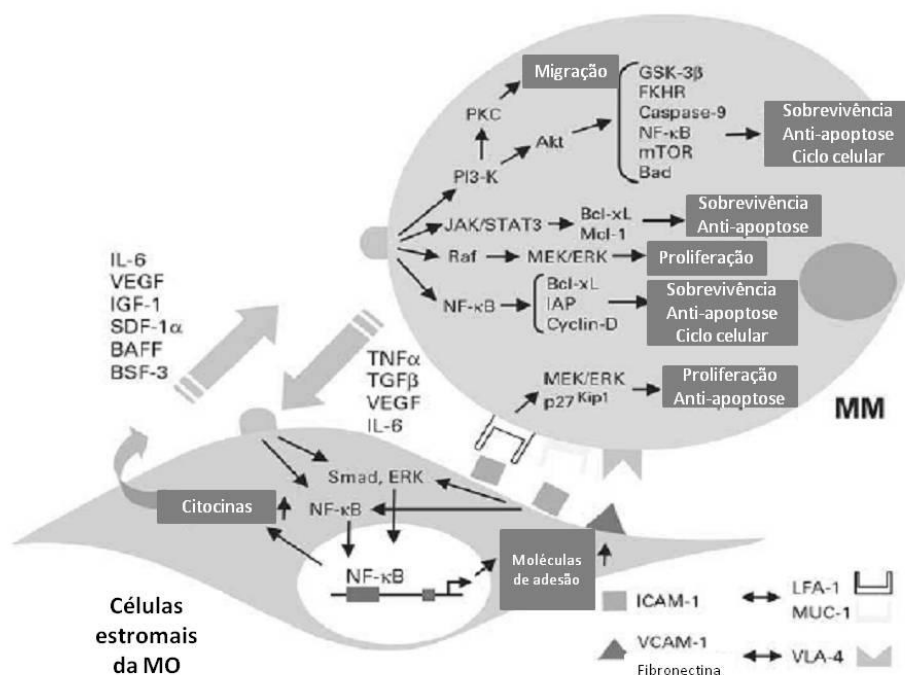 Migração
GSK-3β
FKHR
Caspase-9
NF-κB
mTOR
Bad
Sobrevivência
Anti-apoptose
Ciclo celular
PKC
Akt
PI3-K
JAK/STAT3
Bcl-xL
Mcl-1
Sobrevivência
Anti-apoptose
Raf
MEK/ERK
Proliferação
NF-κB
Bcl-xL
IAP
Cyclin-D
Sobrevivência
Anti-apoptose
Ciclo celular
IL-6
VEGF
IGF-1
SDF-1α
BAFF
BSF-3
TNFα
TGFβ
VEGF
IL-6
MEK/ERK
p27Kip1
Proliferação
Anti-apoptose
MM
Smad, ERK
Citocinas
NF-κB
NF-κB
Moléculas
de adesão
Células
estromais
da MO
ICAM-1
LFA-1
MUC-1
VCAM-1
Fibronectina
VLA-4